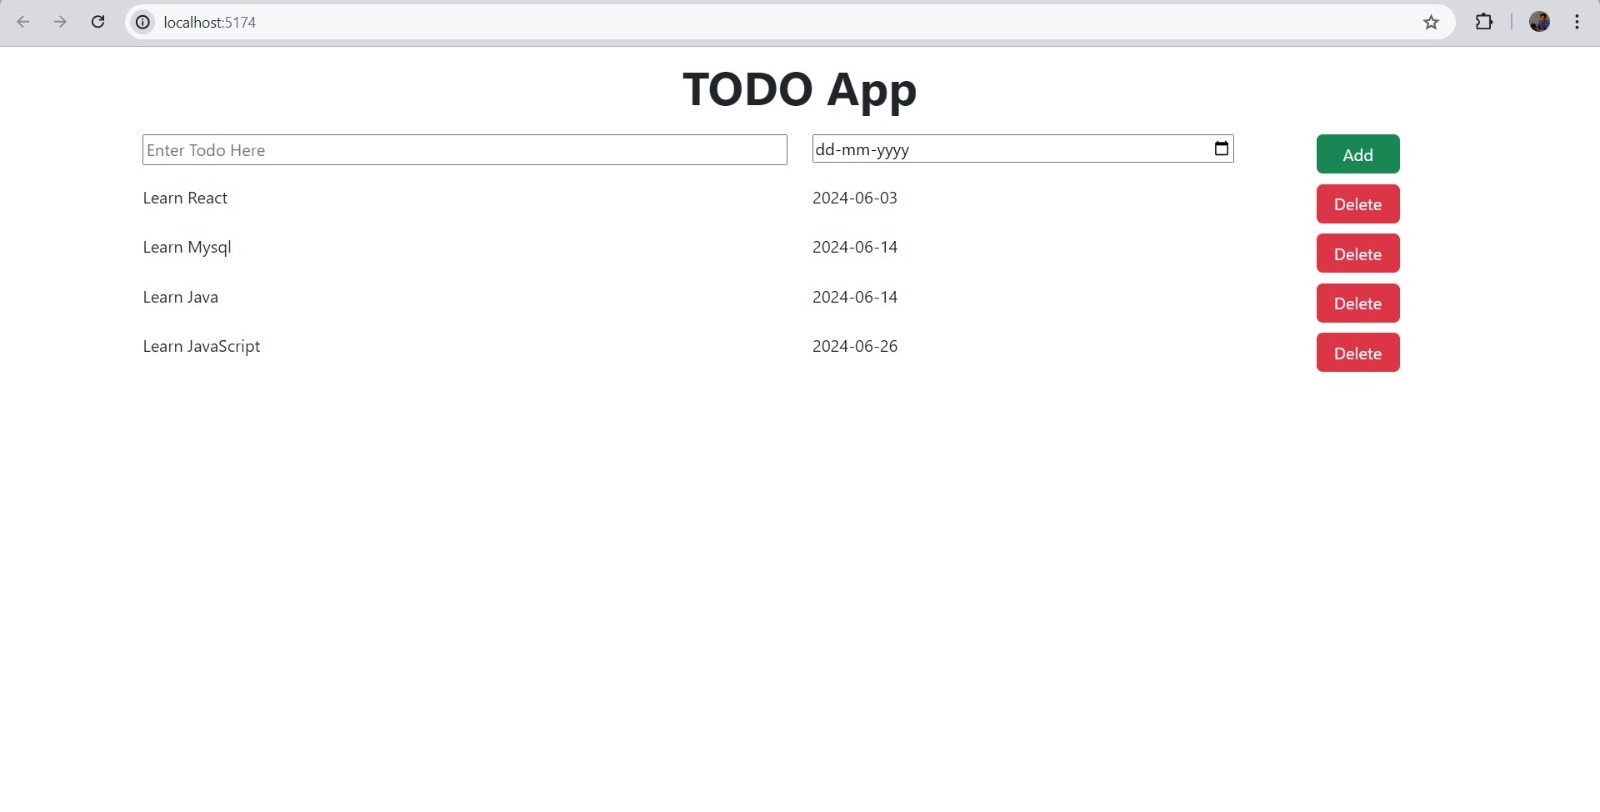 localhost:5174
TODO App
Enter Todo Here dd-mm-yyyy Add
Learn React 2024-06-03 Delete
Learn Mysql 2024-06-14 Delete
Learn Java 2024-06-14 Delete
Learn JavaScript 2024-06-26 Delete